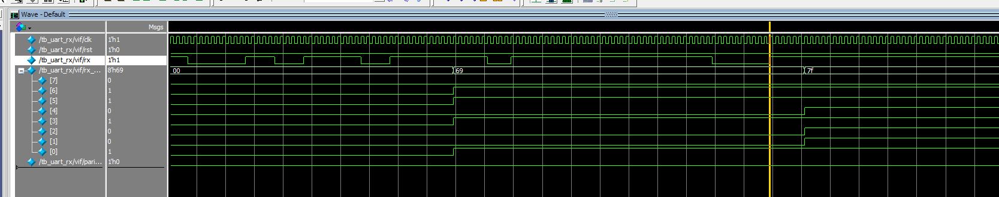 Wave - Default
Msgs
/tb_uart_rx/vif/clk 1'h1
/tb_uart_rx/vif/rst 1'h0
/tb_uart_rx/vif/rx 1'h1
/tb_uart_rx/vif/rx_... 8'h69 00 69 7f
[7] 0
[6] 1
[5] 1
[4] 0
[3] 1
[2] 0
[1] 0
[0] 1
/tb_uart_rx/vif/pari... 1'h0